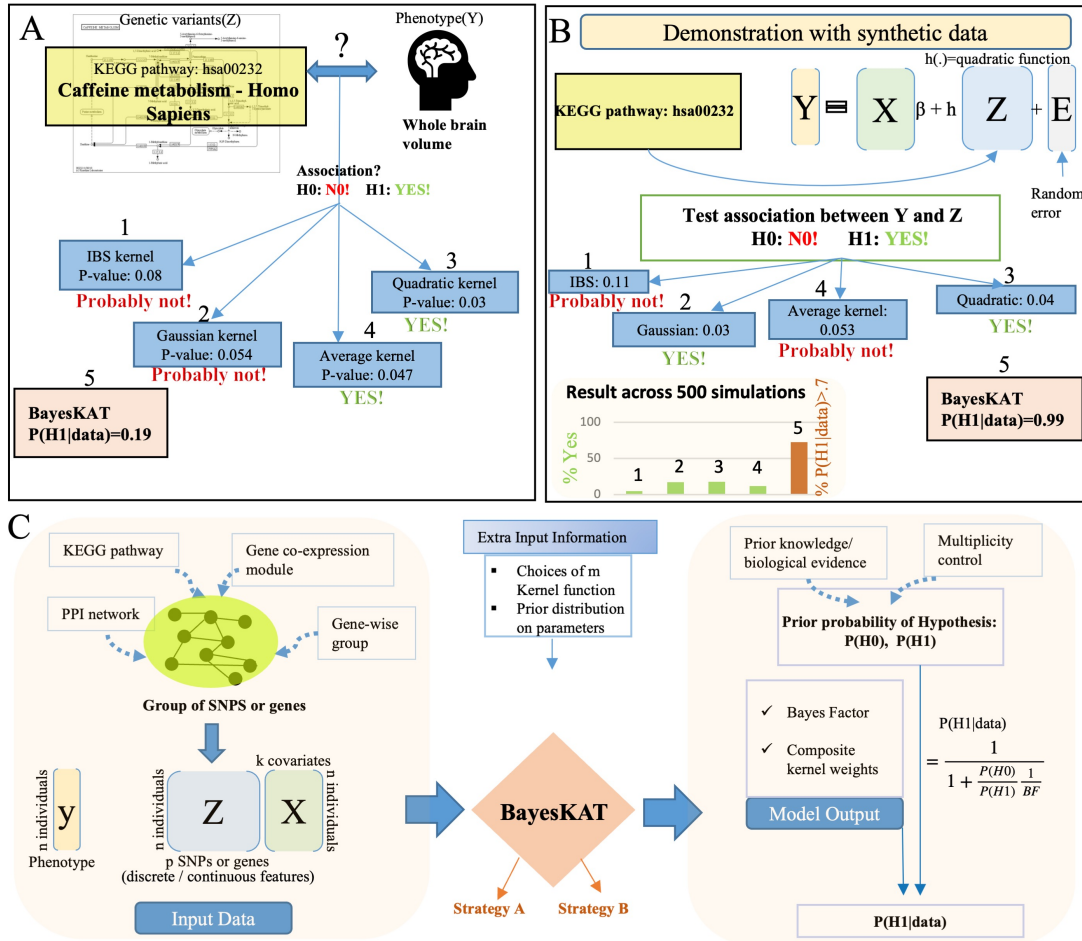 A
Genetic variants(Z)
Phenotype(Y)
CAFFEINE METABOLISM
?
KEGG pathway: hsa00232
Caffeine metabolism - Homo
Sapiens
Whole brain
volume
Association?
H0: N0!   H1: YES!
1
IBS kernel
P-value: 0.08
Probably not!
2
Gaussian kernel
P-value: 0.054
Probably not!
3
Quadratic kernel
P-value: 0.03
YES!
4
Average kernel
P-value: 0.047
YES!
5
BayesKAT
P(H1|data)=0.19
B
Demonstration with synthetic data
h(.)=quadratic function
KEGG pathway: hsa00232
Y = X β + h Z + E
Random
error
Test association between Y and Z
H0: N0!   H1: YES!
1
IBS: 0.11
Probably not!
2
Gaussian: 0.03
YES!
4
Average kernel:
0.053
Probably not!
3
Quadratic: 0.04
YES!
5
BayesKAT
P(H1|data)=0.99
Result across 500 simulations
% Yes
100
50
0
1
2
3
4
5
% P(H1|data)>.7
C
KEGG pathway
Gene co-expression
module
PPI network
Gene-wise
group
Group of SNPS or genes
n individuals
y
Phenotype
n individuals
Z
k covariates
X
n individuals
p SNPs or genes
(discrete / continuous features)
Input Data
Extra Input Information
▪ Choices of m
Kernel function
▪ Prior distribution
on parameters
BayesKAT
Strategy A
Strategy B
Prior knowledge/
biological evidence
Multiplicity
control
Prior probability of Hypothesis:
P(H0), P(H1)
✓ Bayes Factor
✓ Composite
kernel weights
Model Output
P(H1|data)
= 1 / (1 + P(H0)/P(H1) 1/BF)
P(H1|data)